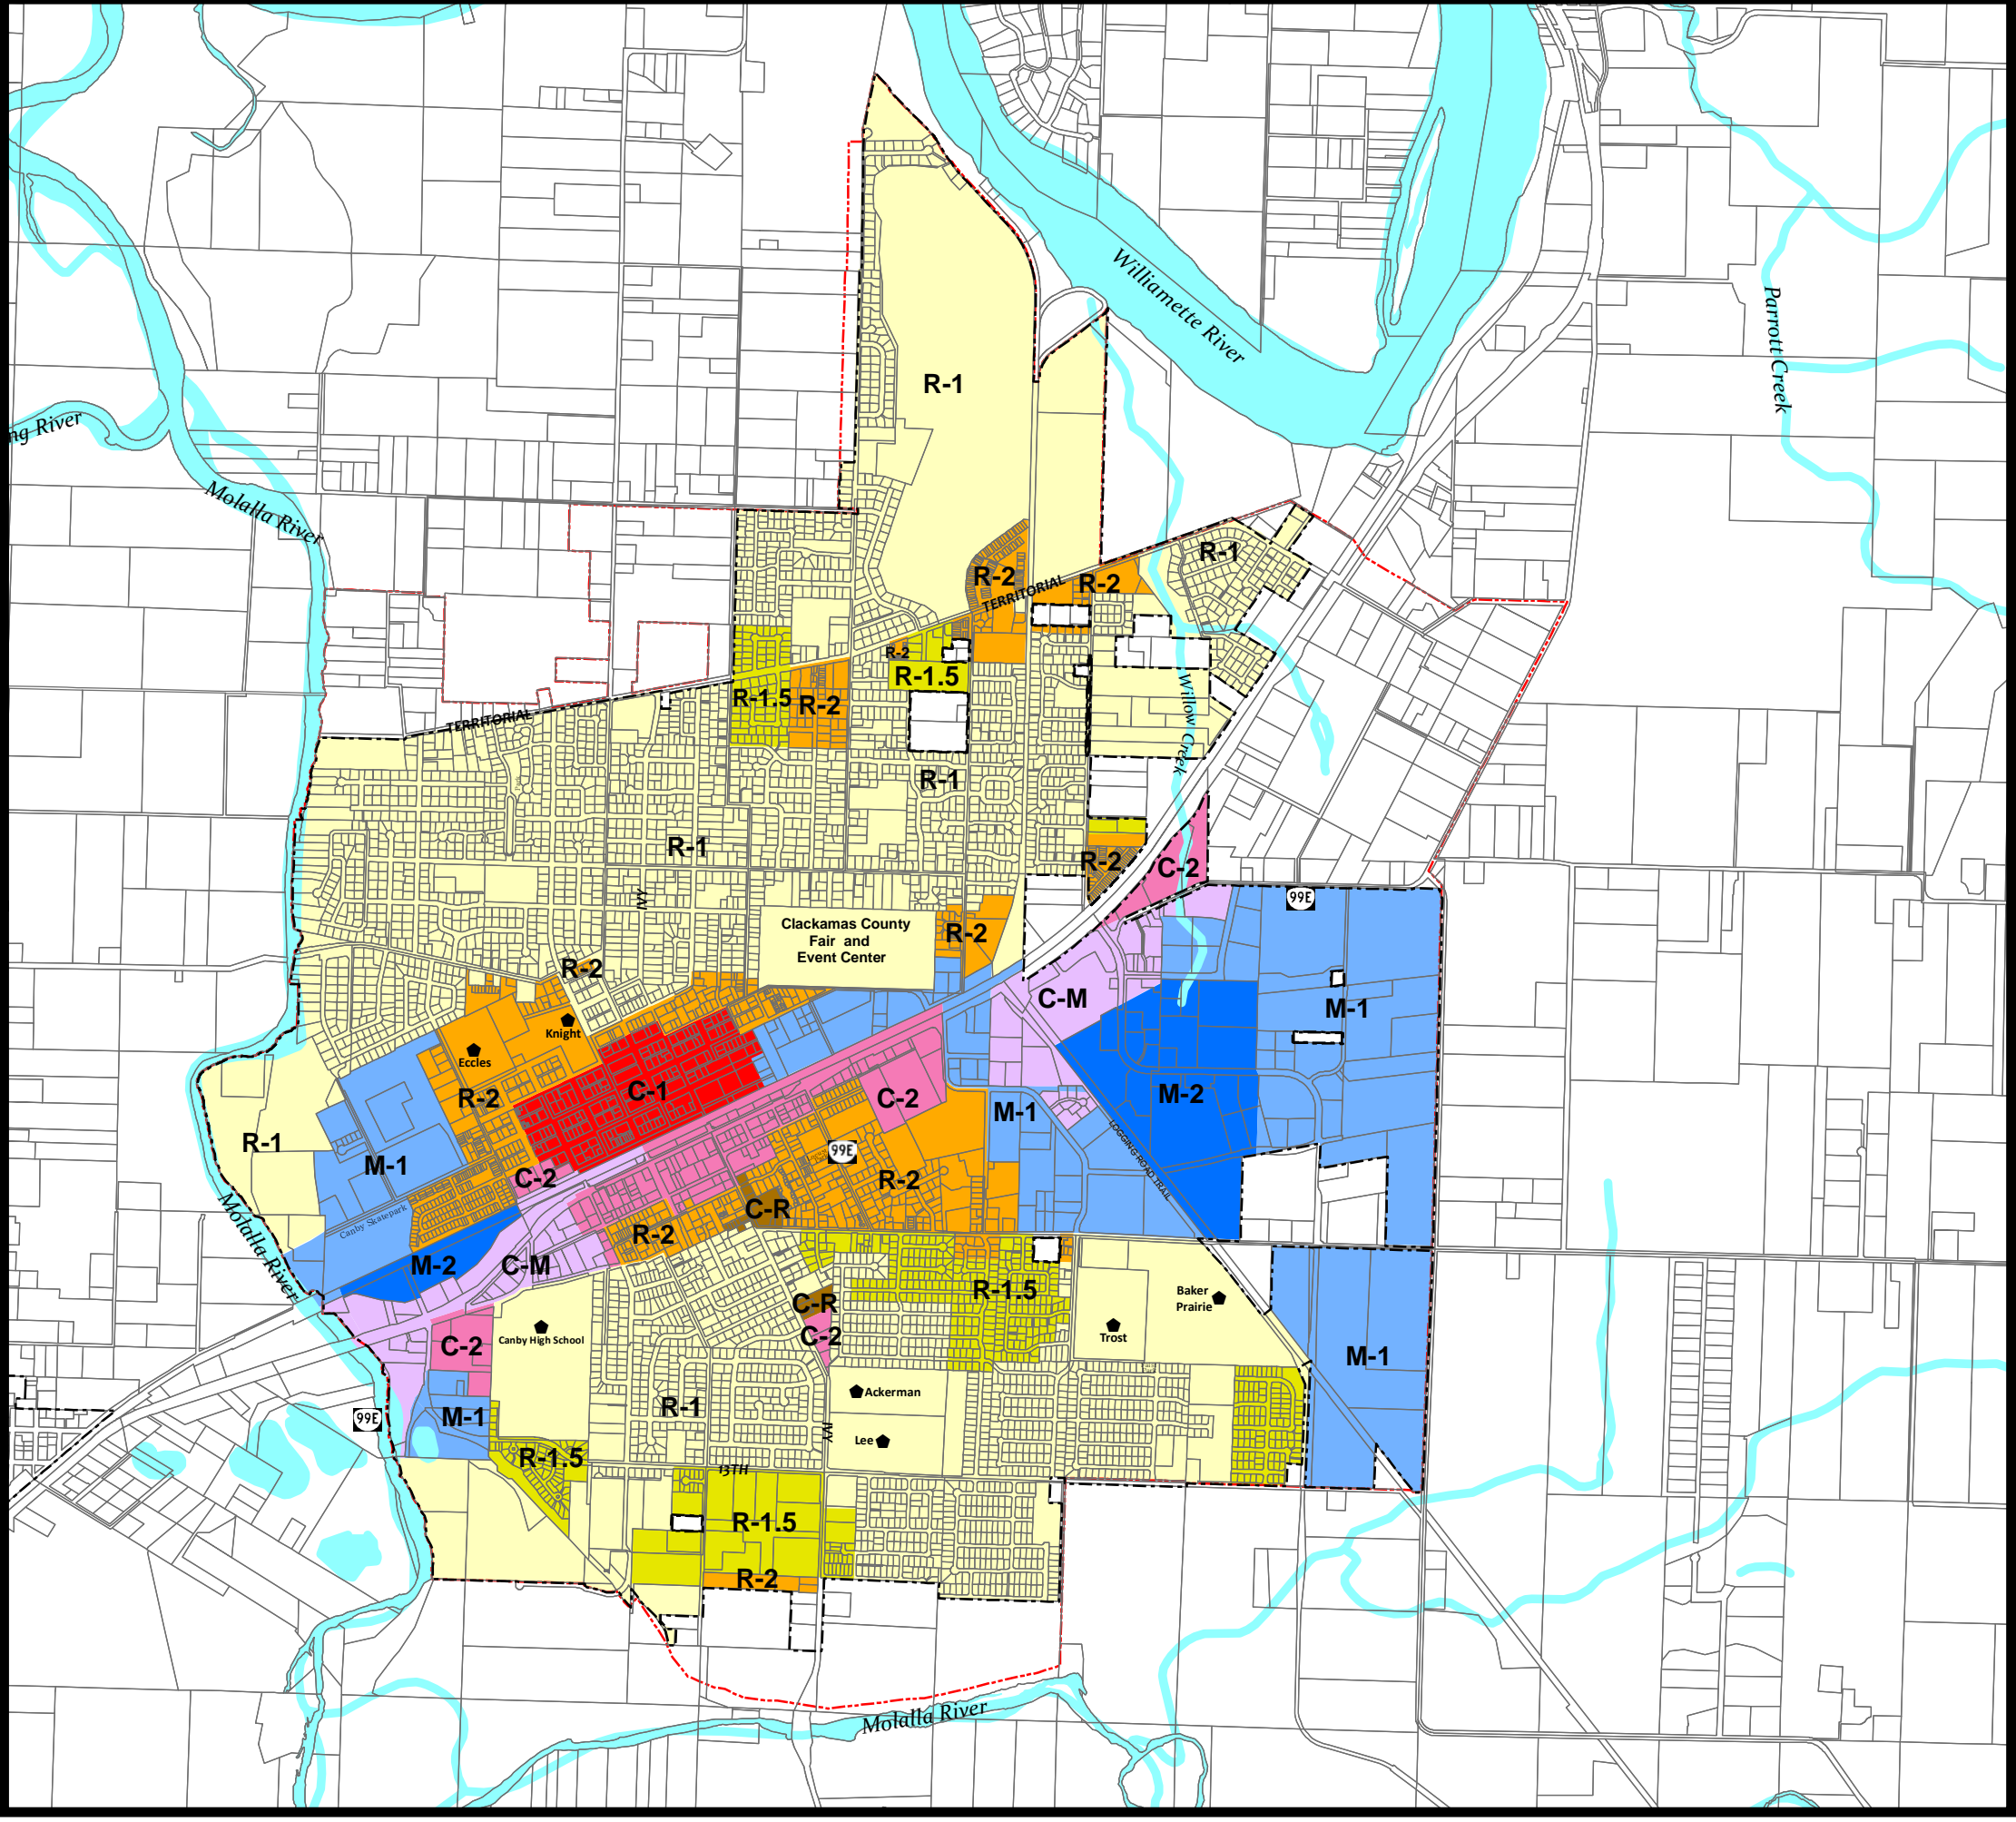 Williamette River
Parrott Creek
R-1
ng River
Molalla River
R-1
R-2
TERRITORIAL
R-2
R-2
R-1.5
R-1.5
R-2
Willow Creek
TERRITORIAL
R-1
R-1
R-2
C-2
99E
IVY
Clackamas County
Fair and
Event Center
R-2
R-2
C-M
M-1
Knight
Eccles
R-2
C-1
C-2
M-1
M-2
R-1
M-1
99E
LOGGING ROAD TRAIL
C-2
R-2
C-R
Canby Skatepark
R-2
Molalla River
M-2
C-M
R-1.5
Baker
Prairie
C-R
Canby High School
C-2
Trost
C-2
M-1
Ackerman
R-1
99E
M-1
IVY
Lee
R-1.5
13TH
R-1.5
R-2
Molalla River